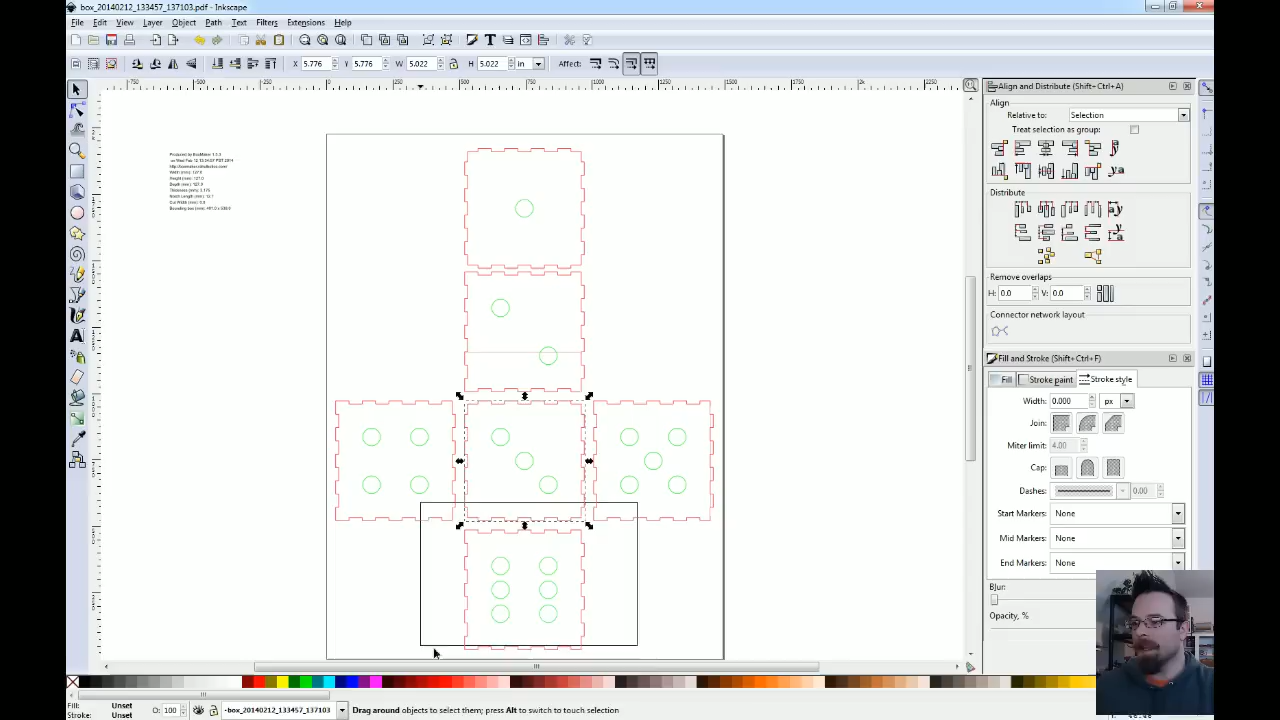 box_20140212_133457_137103.pdf - Inkscape
File Edit View Layer Object Path Text Filters Extensions Help
X 5.776 Y 5.776 W 5.022 H 5.022 in Affect:
Align and Distribute (Shift+Ctrl+A)
Align
Relative to: Selection
Treat selection as group:
Distribute
Remove overlaps
H: 0.0 V: 0.0
Connector network layout
Fill and Stroke (Shift+Ctrl+F)
Fill Stroke paint Stroke style
Width: 0.000 px
Join:
Miter limit: 4.00
Cap:
Dashes: 0.00
Start Markers: None
Mid Markers: None
End Markers: None
Blur:
Opacity, %
Fill: Unset
Stroke: Unset
O: 100
box_20140212_133457_137103
Drag around objects to select them; press Alt to switch to touch selection